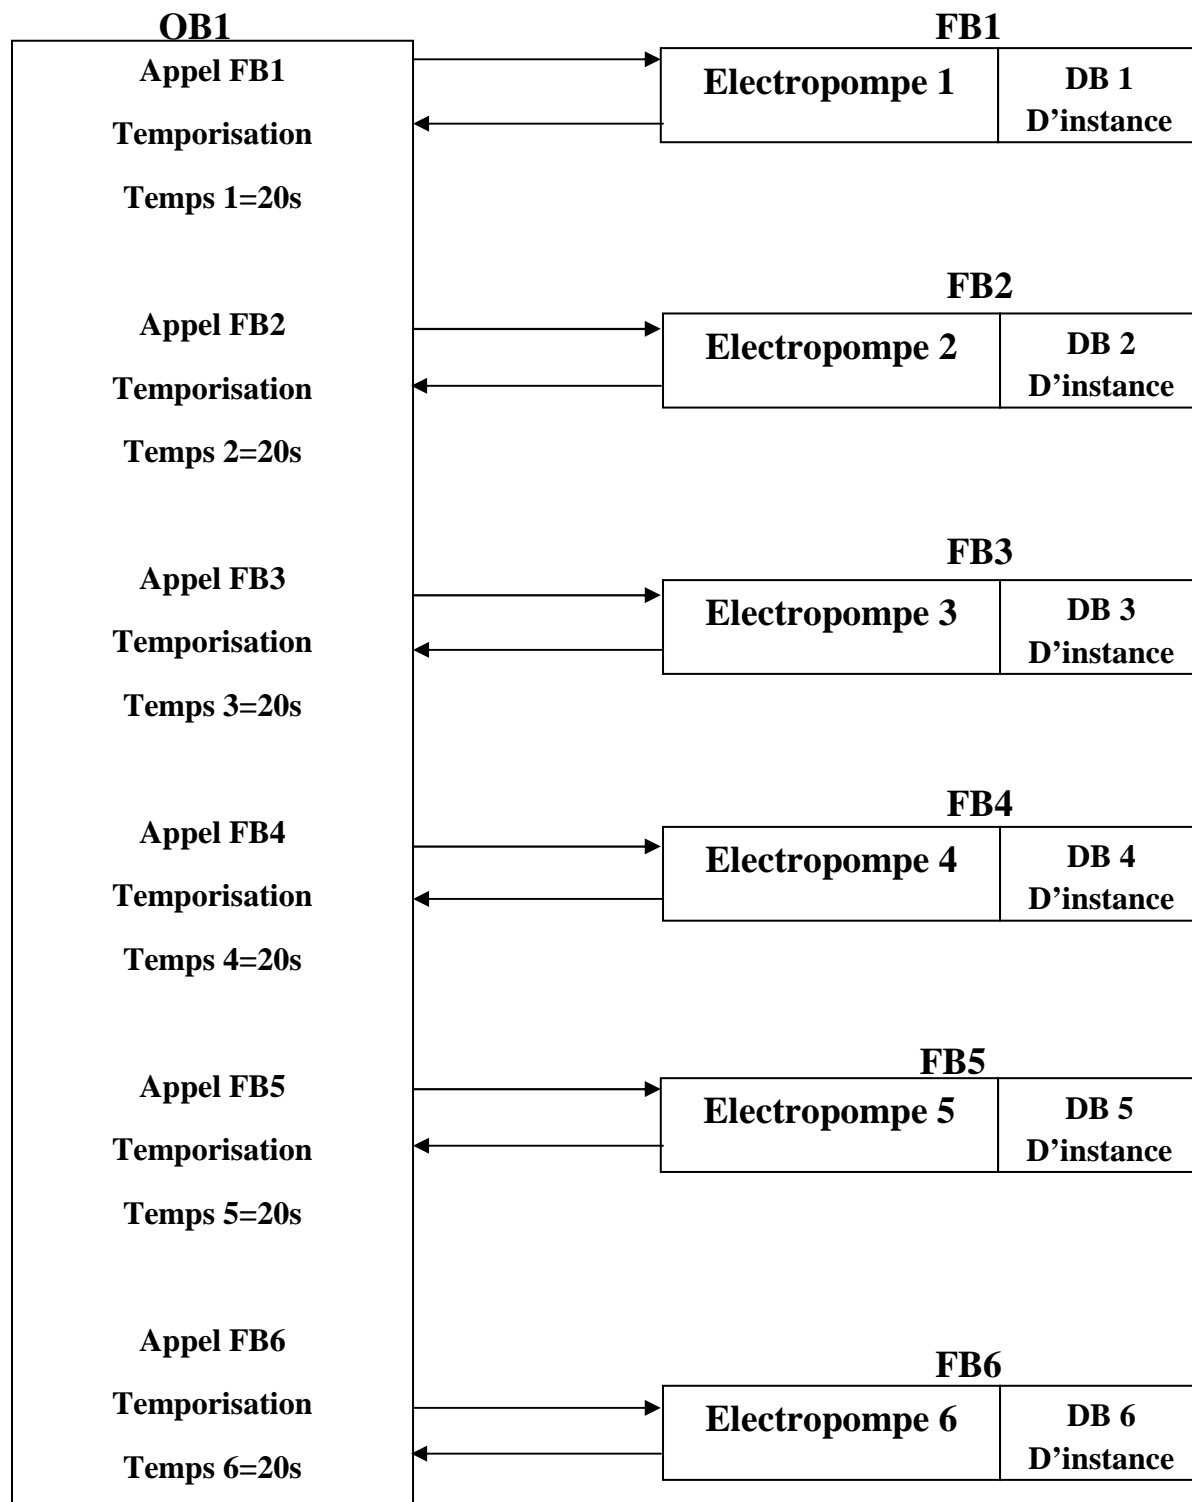 OB1
FB1
Appel FB1
Electropompe 1
DB 1
D’instance
Temporisation
Temps 1=20s
FB2
Appel FB2
Electropompe 2
DB 2
D’instance
Temporisation
Temps 2=20s
FB3
Appel FB3
Electropompe 3
DB 3
D’instance
Temporisation
Temps 3=20s
FB4
Appel FB4
Electropompe 4
DB 4
D’instance
Temporisation
Temps 4=20s
FB5
Appel FB5
Electropompe 5
DB 5
D’instance
Temporisation
Temps 5=20s
Appel FB6
FB6
Temporisation
Electropompe 6
DB 6
D’instance
Temps 6=20s